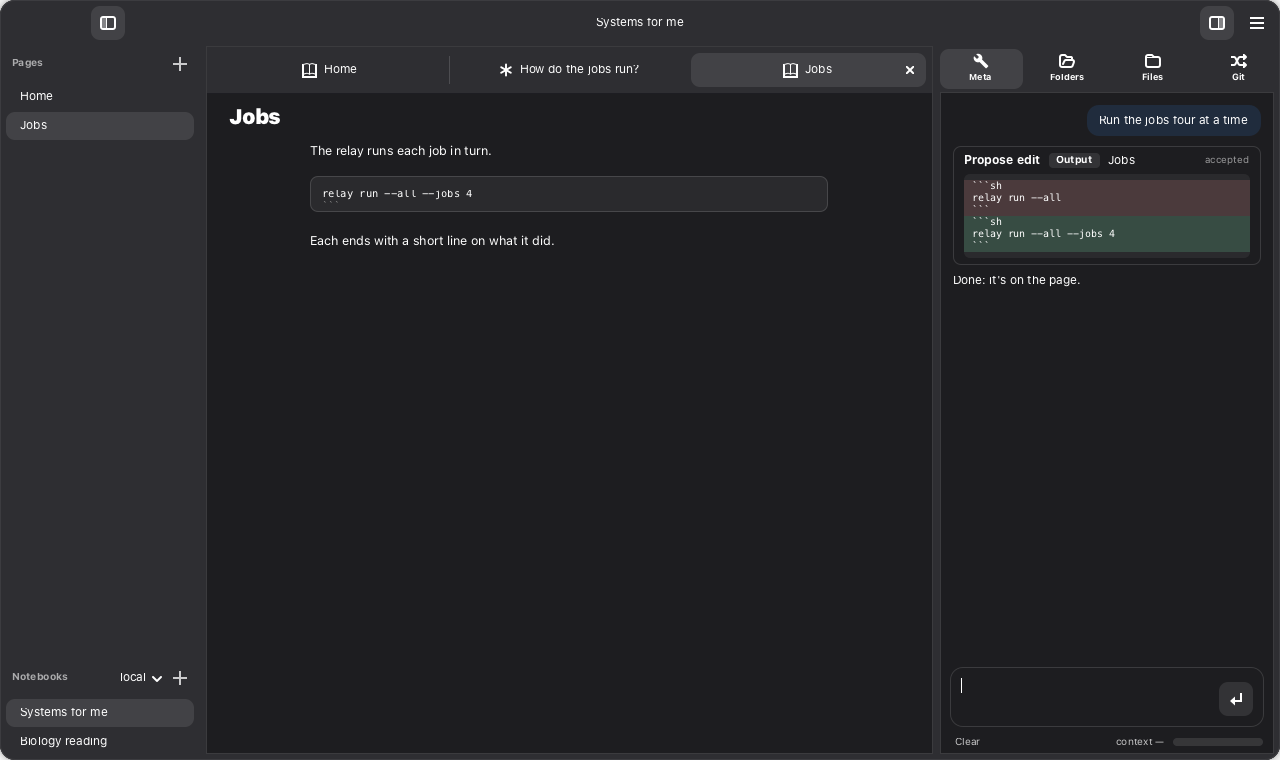 Systems for me
Pages
Home
Jobs
Notebooks
local
Systems for me
Biology reading
Home
How do the jobs run?
Jobs
Jobs
The relay runs each job in turn.
relay run --all --jobs 4
```
Each ends with a short line on what it did.
Meta
Folders
Files
Git
Run the jobs four at a time
Propose edit Output Jobs accepted
```sh
relay run --all
```
```sh
relay run --all --jobs 4
```
Done: it's on the page.
Clear
context —